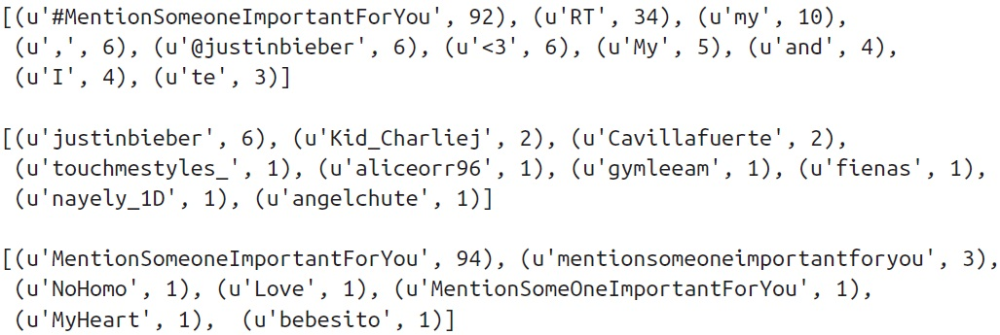 [(u'#MentionSomeoneImportantForYou', 92), (u'RT', 34), (u'my', 10),
(u',', 6), (u'@justinbieber', 6), (u'<3', 6), (u'My', 5), (u'and', 4),
(u'I', 4), (u'te', 3)]
[(u'justinbieber', 6), (u'Kid_Charliej', 2), (u'Cavillafuerte', 2),
(u'touchmestyles_', 1), (u'aliceorr96', 1), (u'gymleeam', 1), (u'fienas', 1),
(u'nayely_1D', 1), (u'angelchute', 1)]
[(u'MentionSomeoneImportantForYou', 94), (u'mentionsomeoneimportantforyou', 3),
(u'NoHomo', 1), (u'Love', 1), (u'MentionSomeOneImportantForYou', 1),
(u'MyHeart', 1),  (u'bebesito', 1)]